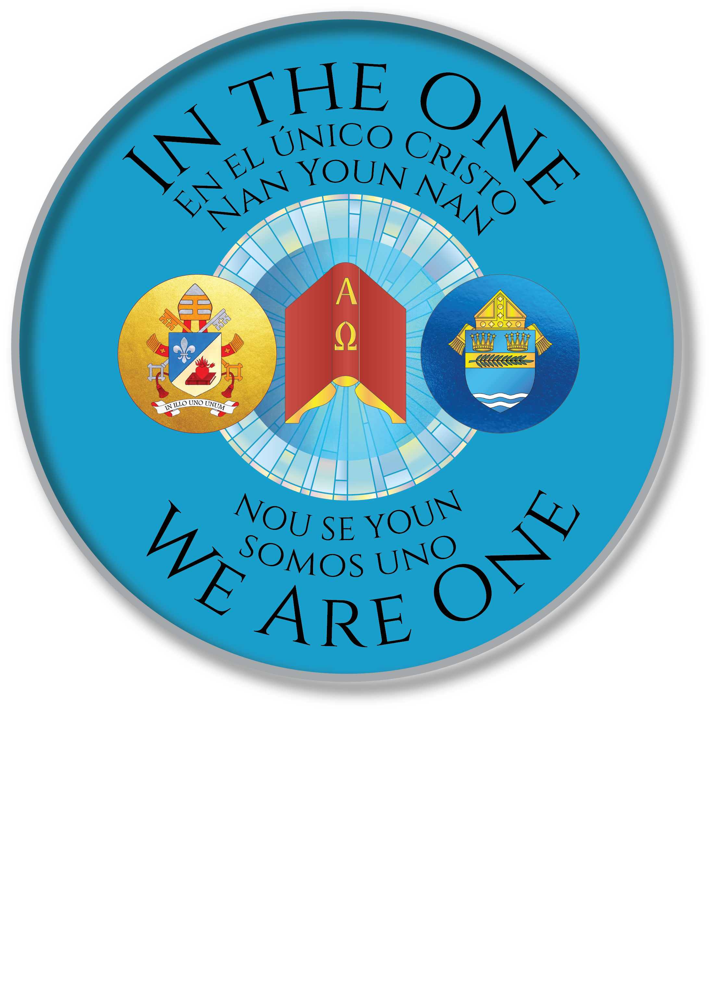 IN THE ONE
EN EL ÚNICO CRISTO
NAN YOUN NAN
Α
Ω
IN ILLO UNO UNUM
NOU SE YOUN
SOMOS UNO
WE ARE ONE